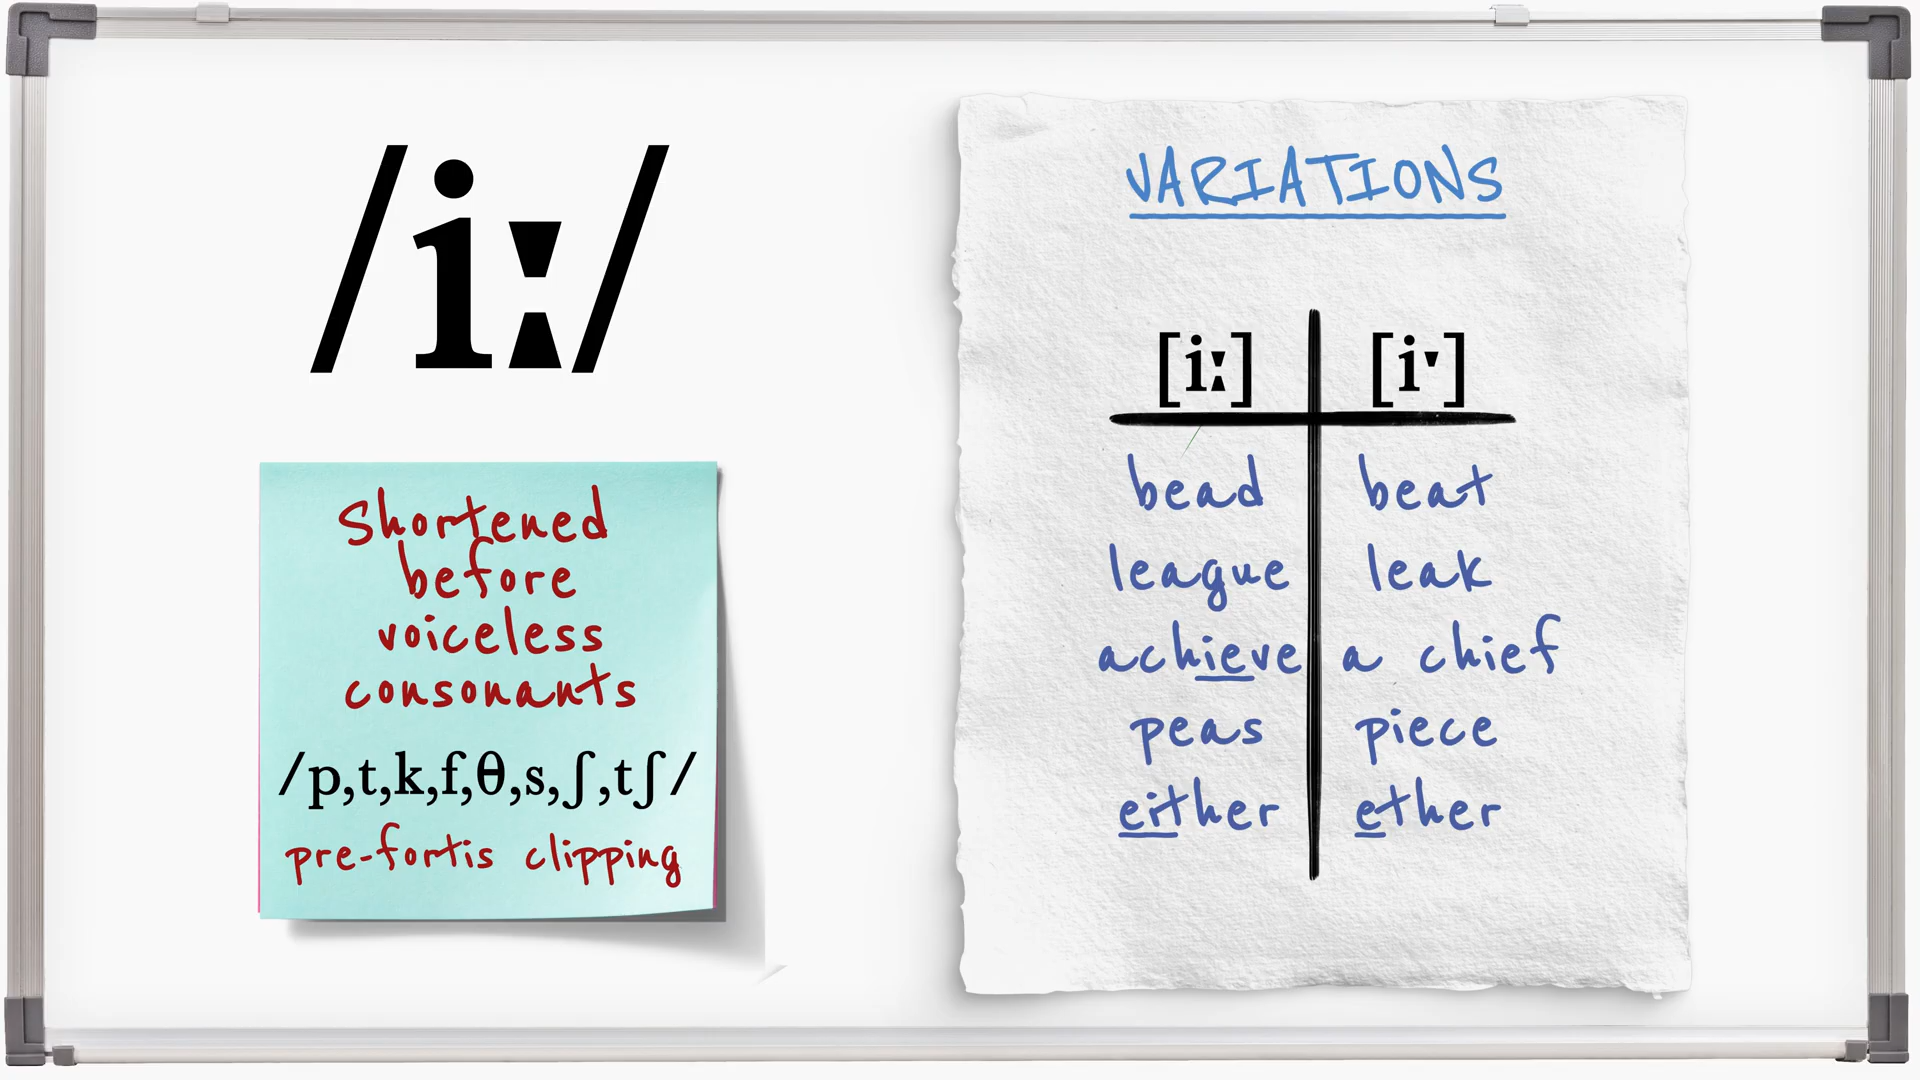 /iː/
Shortened
before
voiceless
consonants
/p,t,k,f,θ,s,ʃ,tʃ/
pre-fortis clipping
VARIATIONS
[iː] [iˑ]
bead beat
league leak
achieve a chief
peas piece
either ether